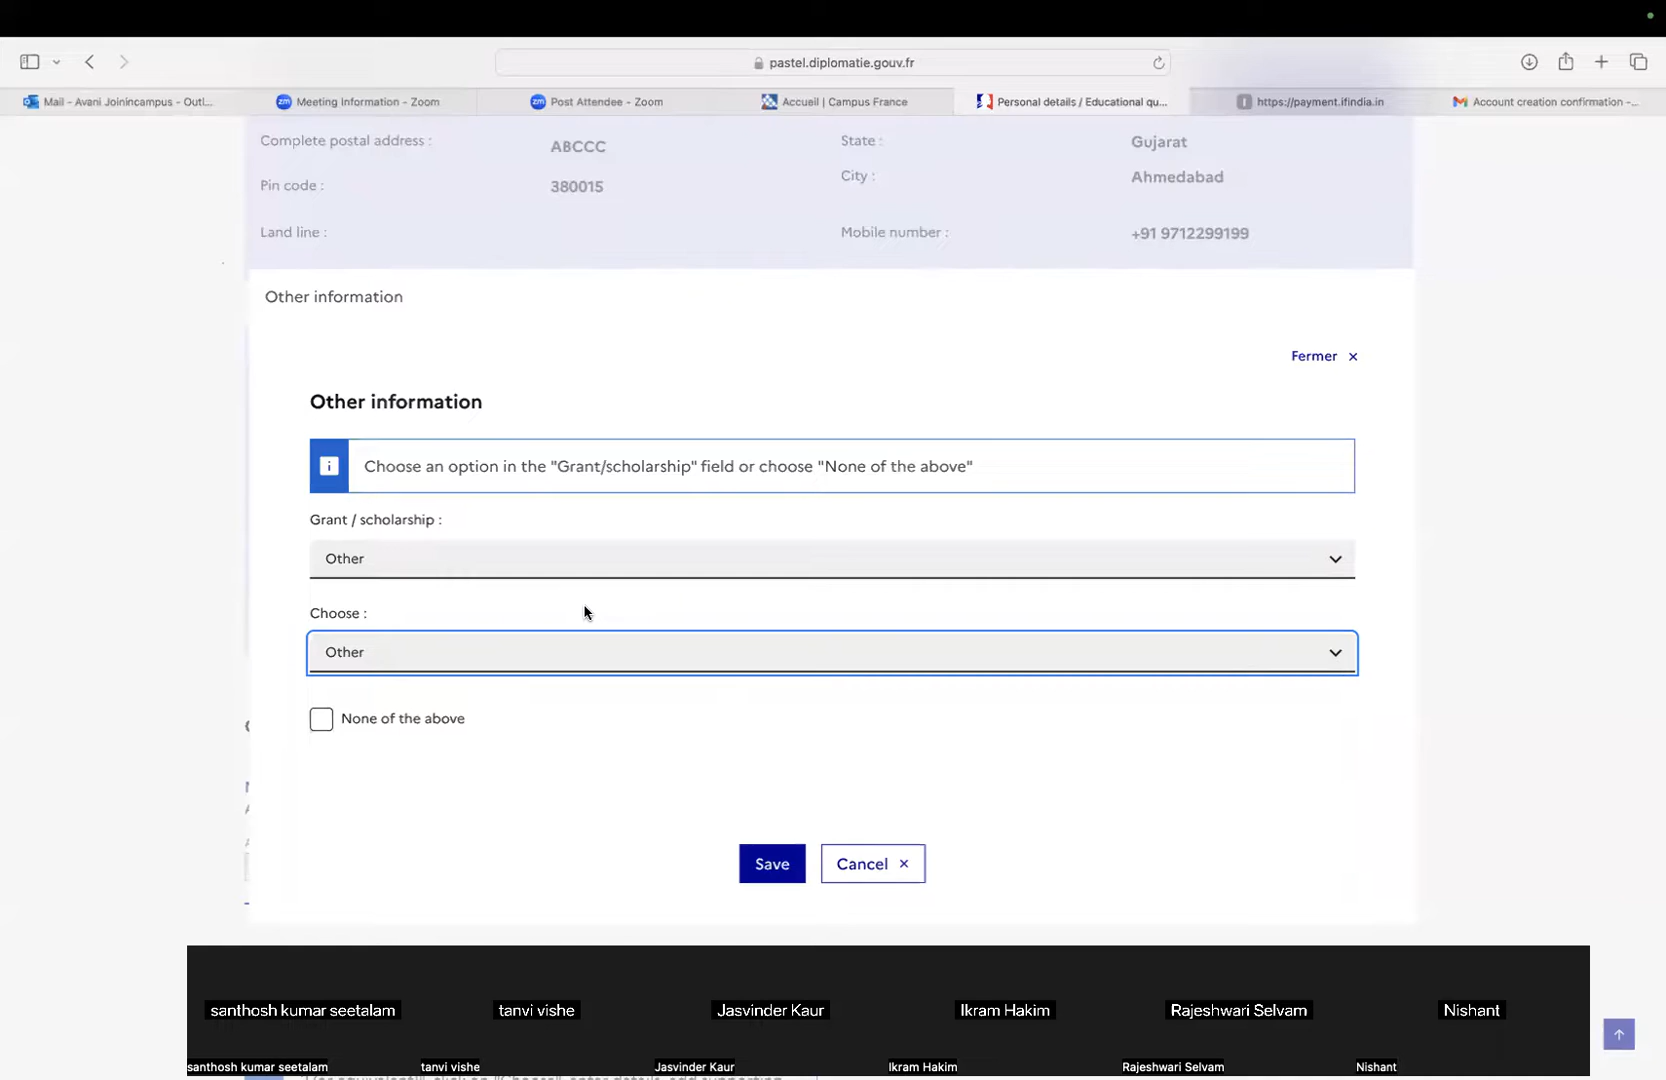 pastel.diplomatie.gouv.fr
Mail - Avani Joinincampus - Outl...
zm Meeting Information - Zoom
zm Post Attendee - Zoom
Accueil | Campus France
Personal details / Educational qu...
I https://payment.ifindia.in
Account creation confirmation -...
Complete postal address :
ABCCC
State :
Gujarat
Pin code :
380015
City :
Ahmedabad
Land line :
Mobile number :
+91 9712299199
Other information
Fermer ×
Other information
i Choose an option in the "Grant/scholarship" field or choose "None of the above"
Grant / scholarship :
Other
Choose :
Other
None of the above
Save
Cancel ×
santhosh kumar seetalam
tanvi vishe
Jasvinder Kaur
Ikram Hakim
Rajeshwari Selvam
Nishant
santhosh kumar seetalam
tanvi vishe
Jasvinder Kaur
Ikram Hakim
Rajeshwari Selvam
Nishant